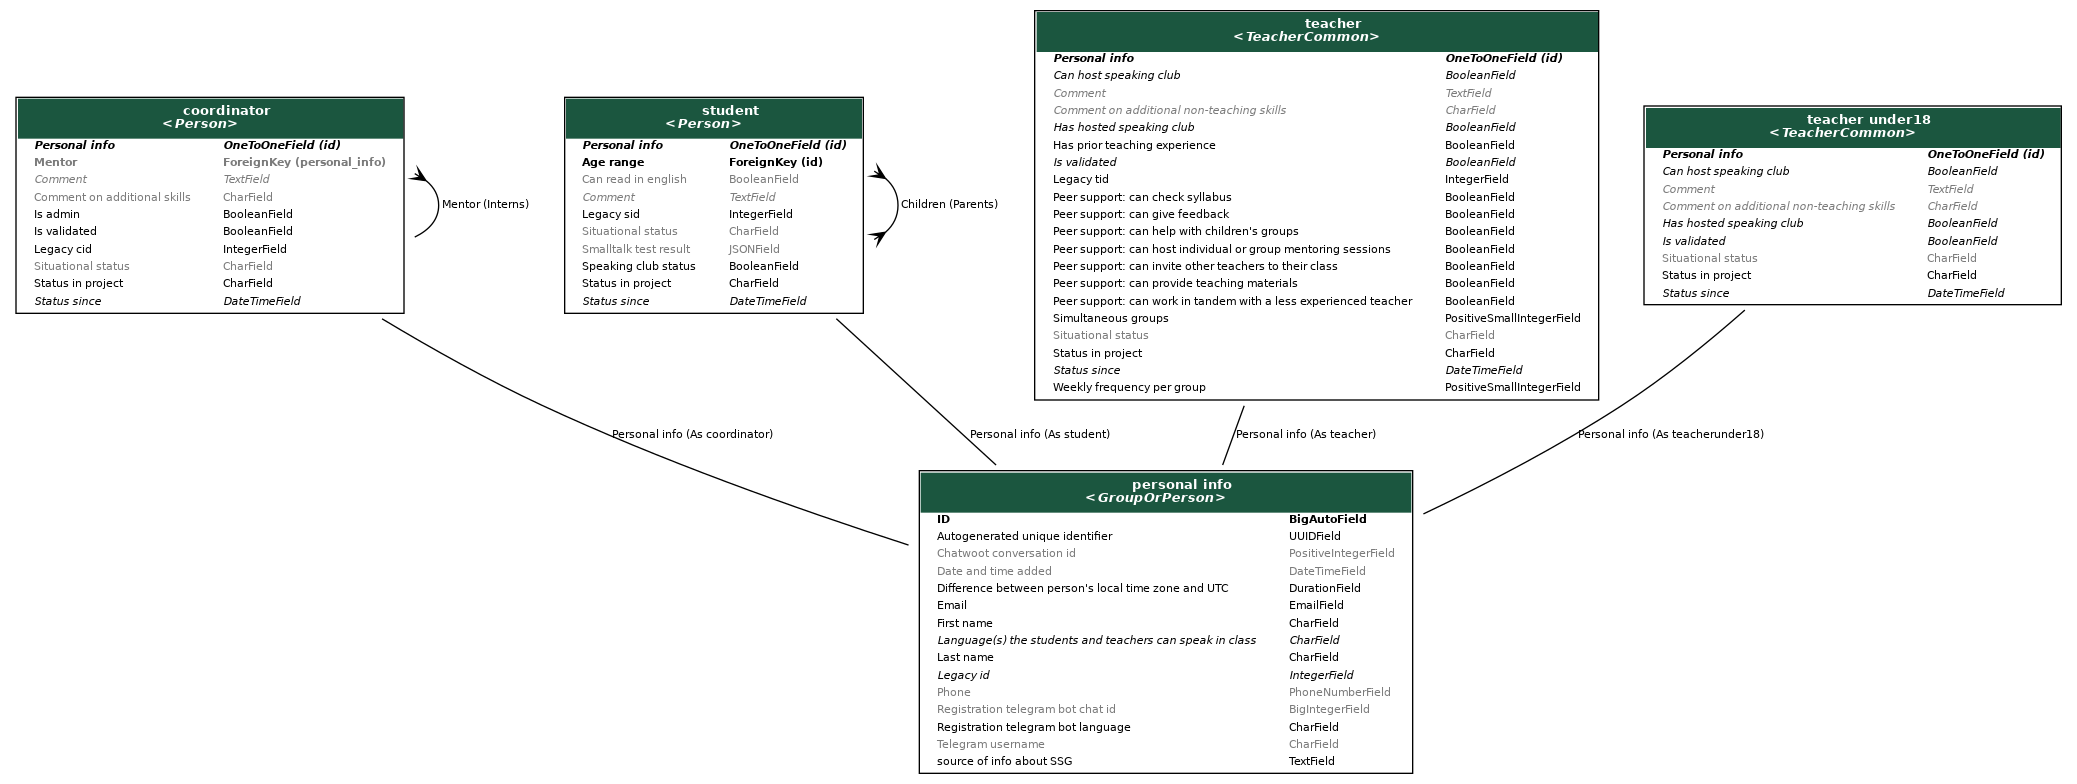 coordinator
<Person>
Personal info OneToOneField (id)
Mentor ForeignKey (personal_info)
Comment TextField
Comment on additional skills CharField
Is admin BooleanField
Is validated BooleanField
Legacy cid IntegerField
Situational status CharField
Status in project CharField
Status since DateTimeField
Mentor (Interns)
student
<Person>
Personal info OneToOneField (id)
Age range ForeignKey (id)
Can read in english BooleanField
Comment TextField
Legacy sid IntegerField
Situational status CharField
Smalltalk test result JSONField
Speaking club status BooleanField
Status in project CharField
Status since DateTimeField
Children (Parents)
teacher
<TeacherCommon>
Personal info OneToOneField (id)
Can host speaking club BooleanField
Comment TextField
Comment on additional non-teaching skills CharField
Has hosted speaking club BooleanField
Has prior teaching experience BooleanField
Is validated BooleanField
Legacy tid IntegerField
Peer support: can check syllabus BooleanField
Peer support: can give feedback BooleanField
Peer support: can help with children's groups BooleanField
Peer support: can host individual or group mentoring sessions BooleanField
Peer support: can invite other teachers to their class BooleanField
Peer support: can provide teaching materials BooleanField
Peer support: can work in tandem with a less experienced teacher BooleanField
Simultaneous groups PositiveSmallIntegerField
Situational status CharField
Status in project CharField
Status since DateTimeField
Weekly frequency per group PositiveSmallIntegerField
teacher under18
<TeacherCommon>
Personal info OneToOneField (id)
Can host speaking club BooleanField
Comment TextField
Comment on additional non-teaching skills CharField
Has hosted speaking club BooleanField
Is validated BooleanField
Situational status CharField
Status in project CharField
Status since DateTimeField
Personal info (As coordinator)
Personal info (As student)
Personal info (As teacher)
Personal info (As teacherunder18)
personal info
<GroupOrPerson>
ID BigAutoField
Autogenerated unique identifier UUIDField
Chatwoot conversation id PositiveIntegerField
Date and time added DateTimeField
Difference between person's local time zone and UTC DurationField
Email EmailField
First name CharField
Language(s) the students and teachers can speak in class CharField
Last name CharField
Legacy id IntegerField
Phone PhoneNumberField
Registration telegram bot chat id BigIntegerField
Registration telegram bot language CharField
Telegram username CharField
source of info about SSG TextField